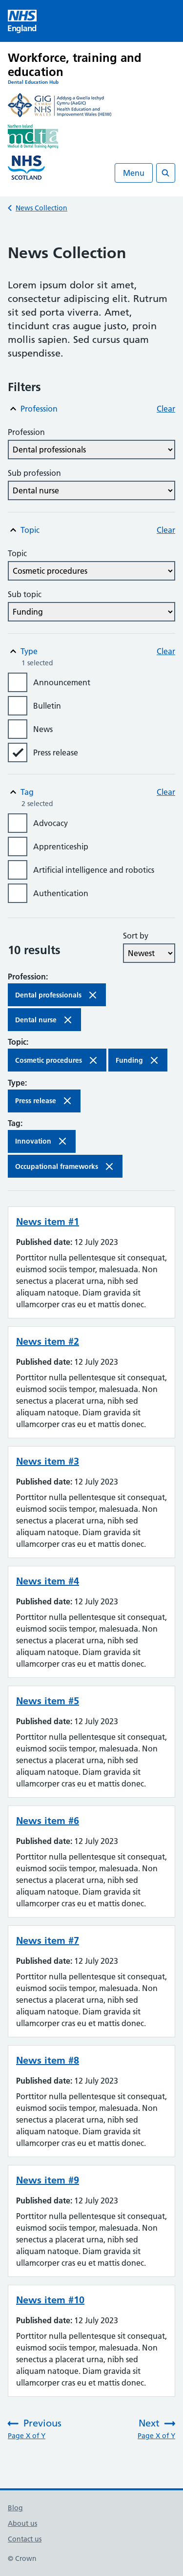 NHS
England
Workforce, training and
education
Dental Education Hub
GIG
CYMRU
NHS
WALES
Addysg a Gwella Iechyd
Cymru (AaGIC)
Health Education and
Improvement Wales (HEIW)
Northern Ireland
mdta
Medical & Dental Training Agency
NHS
SCOTLAND
Menu
News Collection
News Collection
Lorem ipsum dolor sit amet,
consectetur adipiscing elit. Rutrum
sit porta viverra. Amet,
tincidunt cras augue justo, proin
mollis sapien. Sed cursus quam
suspendisse.
Filters
Profession
Clear
Profession
Dental professionals
Sub profession
Dental nurse
Topic
Clear
Topic
Cosmetic procedures
Sub topic
Funding
Type
Clear
1 selected
Announcement
Bulletin
News
Press release
Tag
Clear
2 selected
Advocacy
Apprenticeship
Artificial intelligence and robotics
Authentication
10 results
Sort by
Newest
Profession:
Dental professionals
Dental nurse
Topic:
Cosmetic procedures
Funding
Type:
Press release
Tag:
Innovation
Occupational frameworks
News item #1
Published date: 12 July 2023
Porttitor nulla pellentesque sit consequat,
euismod sociis tempor, malesuada. Non
senectus a placerat urna, nibh sed
aliquam natoque. Diam gravida sit
ullamcorper cras eu et mattis donec.
News item #2
Published date: 12 July 2023
Porttitor nulla pellentesque sit consequat,
euismod sociis tempor, malesuada. Non
senectus a placerat urna, nibh sed
aliquam natoque. Diam gravida sit
ullamcorper cras eu et mattis donec.
News item #3
Published date: 12 July 2023
Porttitor nulla pellentesque sit consequat,
euismod sociis tempor, malesuada. Non
senectus a placerat urna, nibh sed
aliquam natoque. Diam gravida sit
ullamcorper cras eu et mattis donec.
News item #4
Published date: 12 July 2023
Porttitor nulla pellentesque sit consequat,
euismod sociis tempor, malesuada. Non
senectus a placerat urna, nibh sed
aliquam natoque. Diam gravida sit
ullamcorper cras eu et mattis donec.
News item #5
Published date: 12 July 2023
Porttitor nulla pellentesque sit consequat,
euismod sociis tempor, malesuada. Non
senectus a placerat urna, nibh sed
aliquam natoque. Diam gravida sit
ullamcorper cras eu et mattis donec.
News item #6
Published date: 12 July 2023
Porttitor nulla pellentesque sit consequat,
euismod sociis tempor, malesuada. Non
senectus a placerat urna, nibh sed
aliquam natoque. Diam gravida sit
ullamcorper cras eu et mattis donec.
News item #7
Published date: 12 July 2023
Porttitor nulla pellentesque sit consequat,
euismod sociis tempor, malesuada. Non
senectus a placerat urna, nibh sed
aliquam natoque. Diam gravida sit
ullamcorper cras eu et mattis donec.
News item #8
Published date: 12 July 2023
Porttitor nulla pellentesque sit consequat,
euismod sociis tempor, malesuada. Non
senectus a placerat urna, nibh sed
aliquam natoque. Diam gravida sit
ullamcorper cras eu et mattis donec.
News item #9
Published date: 12 July 2023
Porttitor nulla pellentesque sit consequat,
euismod sociis tempor, malesuada. Non
senectus a placerat urna, nibh sed
aliquam natoque. Diam gravida sit
ullamcorper cras eu et mattis donec.
News item #10
Published date: 12 July 2023
Porttitor nulla pellentesque sit consequat,
euismod sociis tempor, malesuada. Non
senectus a placerat urna, nibh sed
aliquam natoque. Diam gravida sit
ullamcorper cras eu et mattis donec.
Previous
Page X of Y
Next
Page X of Y
Blog
About us
Contact us
© Crown